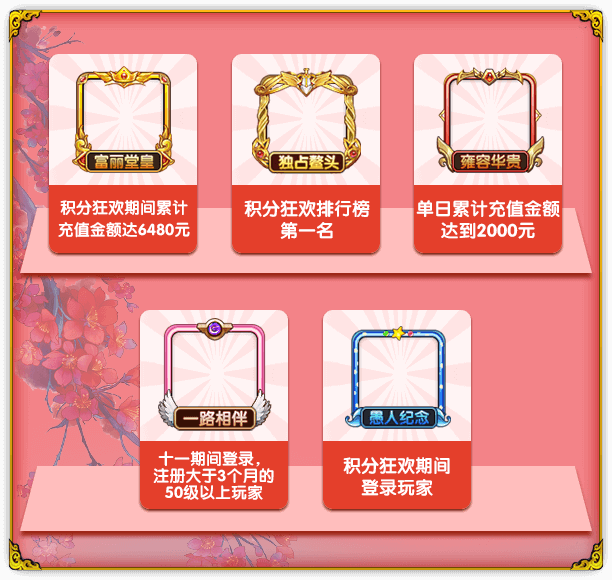 富丽堂皇
独占鳌头
雍容华贵
积分狂欢期间累计
充值金额达6480元
积分狂欢排行榜
第一名
单日累计充值金额
达到2000元
一路相伴
愚人纪念
十一期间登录，
注册大于3个月的
50级以上玩家
积分狂欢期间
登录玩家